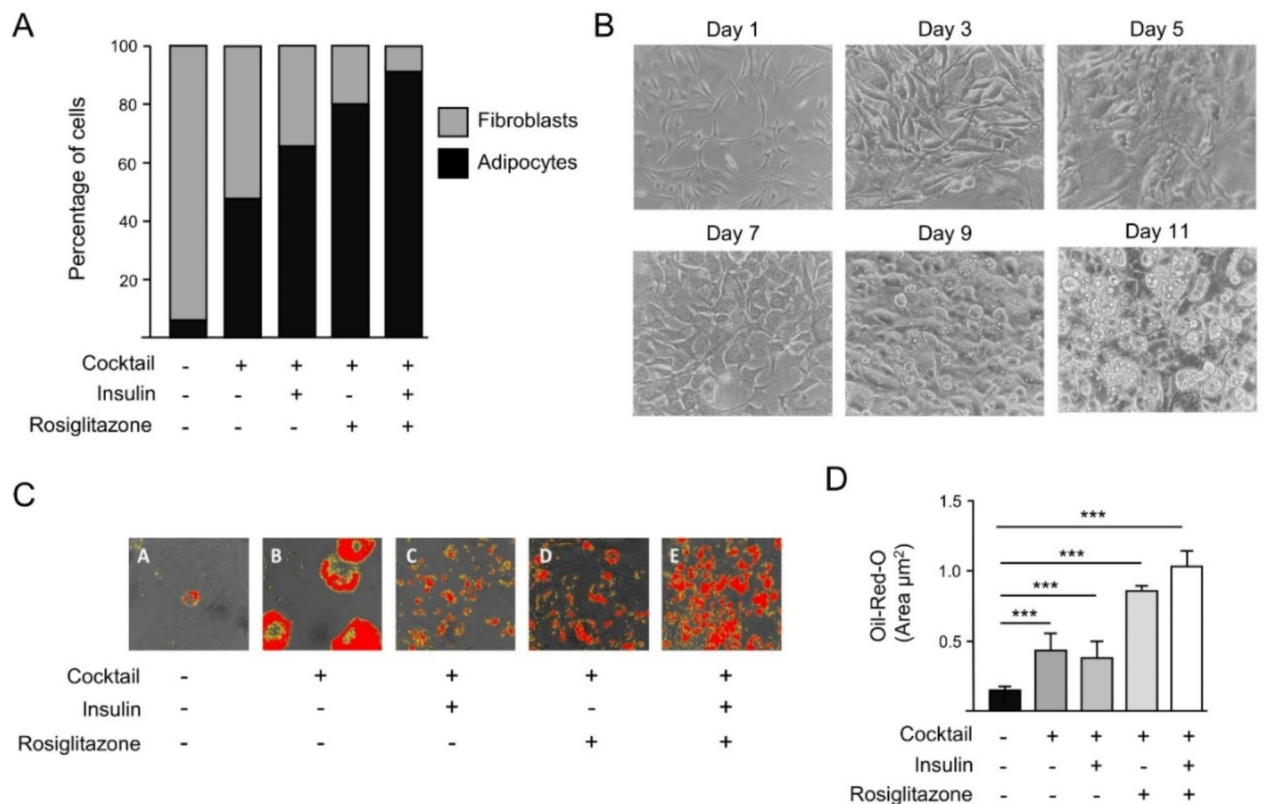 A
100
80
60
40
20
Percentage of cells
Fibroblasts
Adipocytes
Cocktail - + + + +
Insulin - - + - +
Rosiglitazone - - - + +
B
Day 1 Day 3 Day 5
Day 7 Day 9 Day 11
C
A B C D E
Cocktail - + + + +
Insulin - - + - +
Rosiglitazone - - - + +
D
1.5
1.0
0.5
Oil-Red-O
(Area µm²)
***
***
***
***
Cocktail - + + + +
Insulin - - + - +
Rosiglitazone - - - + +